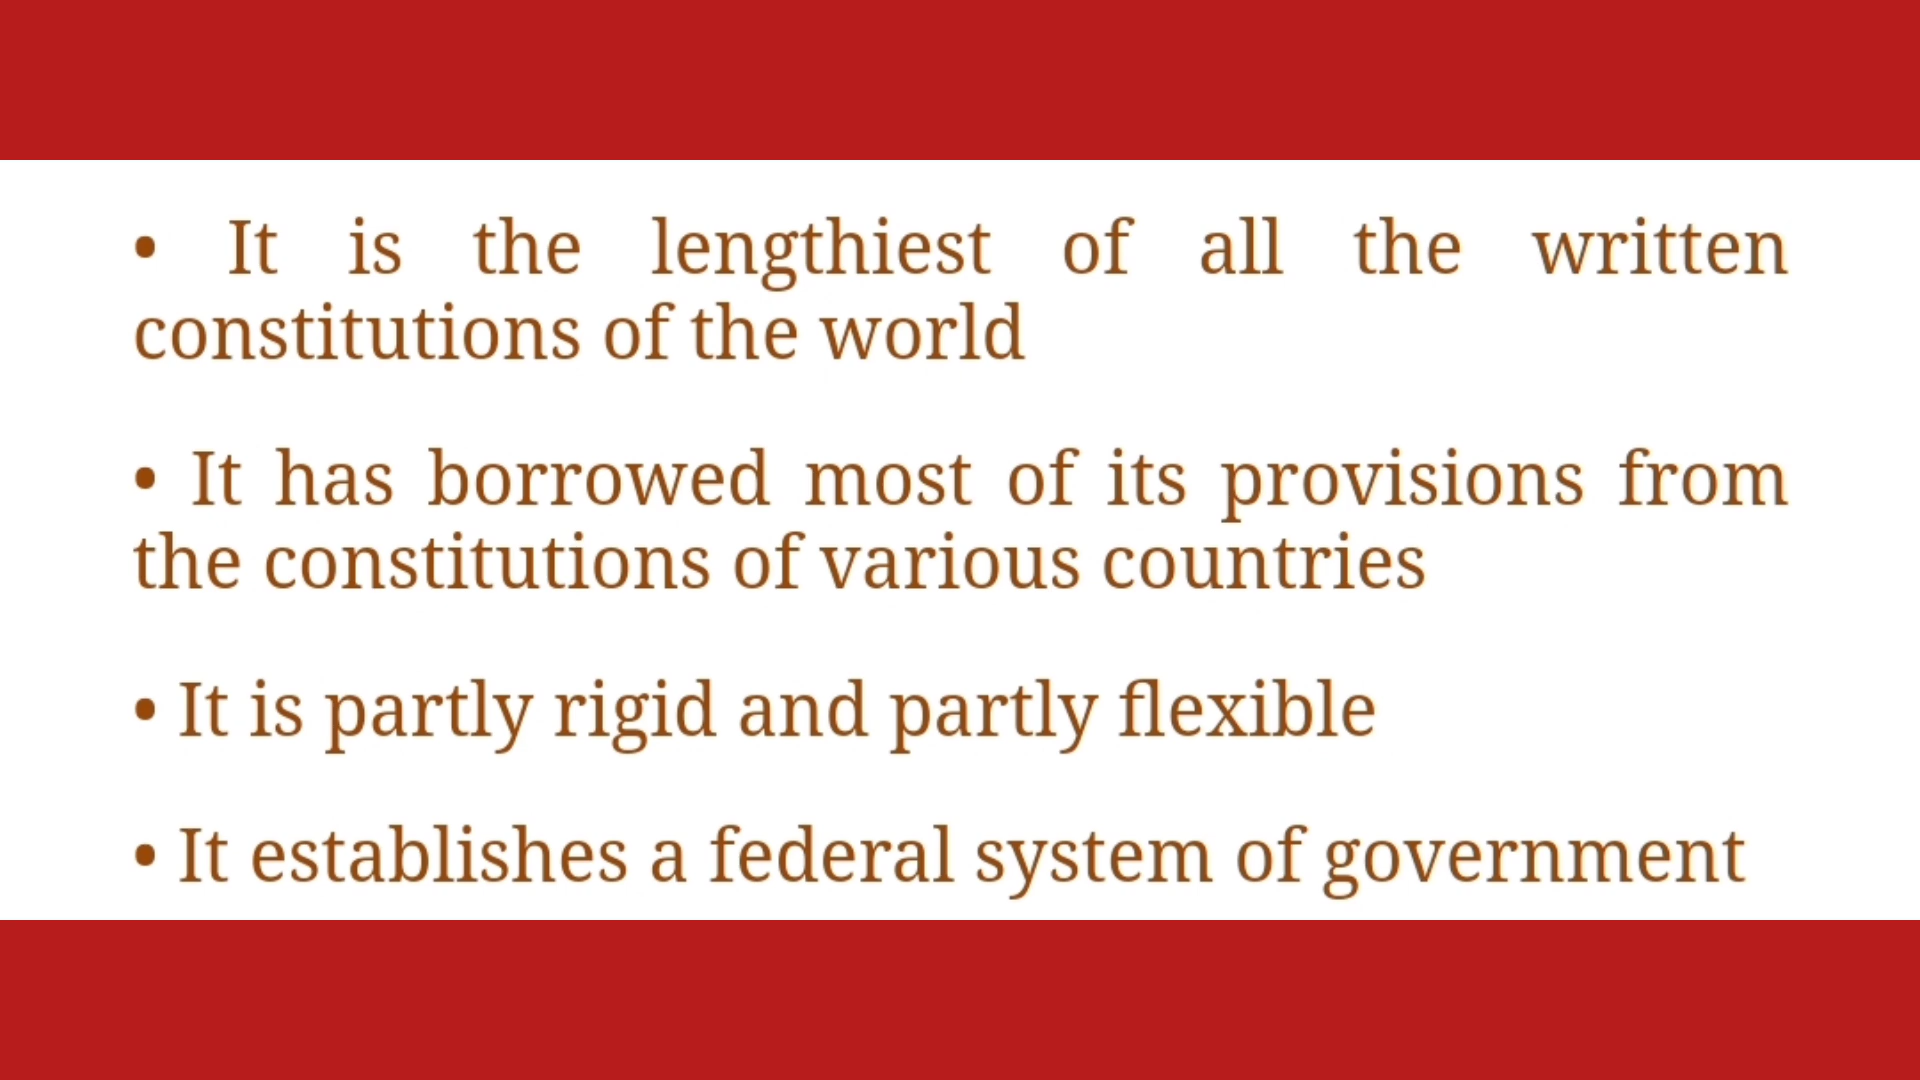 • It is the lengthiest of all the written
constitutions of the world
• It has borrowed most of its provisions from
the constitutions of various countries
• It is partly rigid and partly flexible
• It establishes a federal system of government